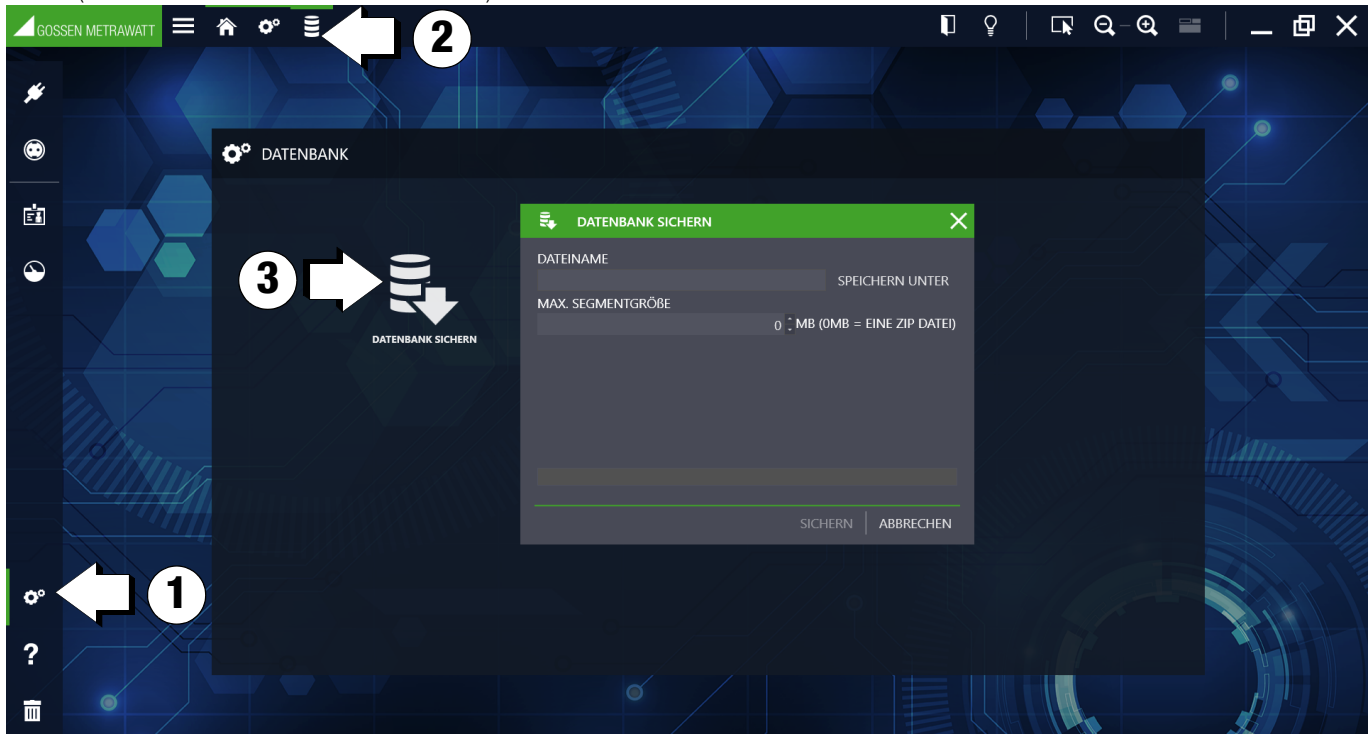 GOSSEN METRAWATT
2
DATENBANK
DATENBANK SICHERN
3
DATEINAME
SPEICHERN UNTER
MAX. SEGMENTGRÖßE
0 MB (0MB = EINE ZIP DATEI)
DATENBANK SICHERN
SICHERN ABBRECHEN
1
?